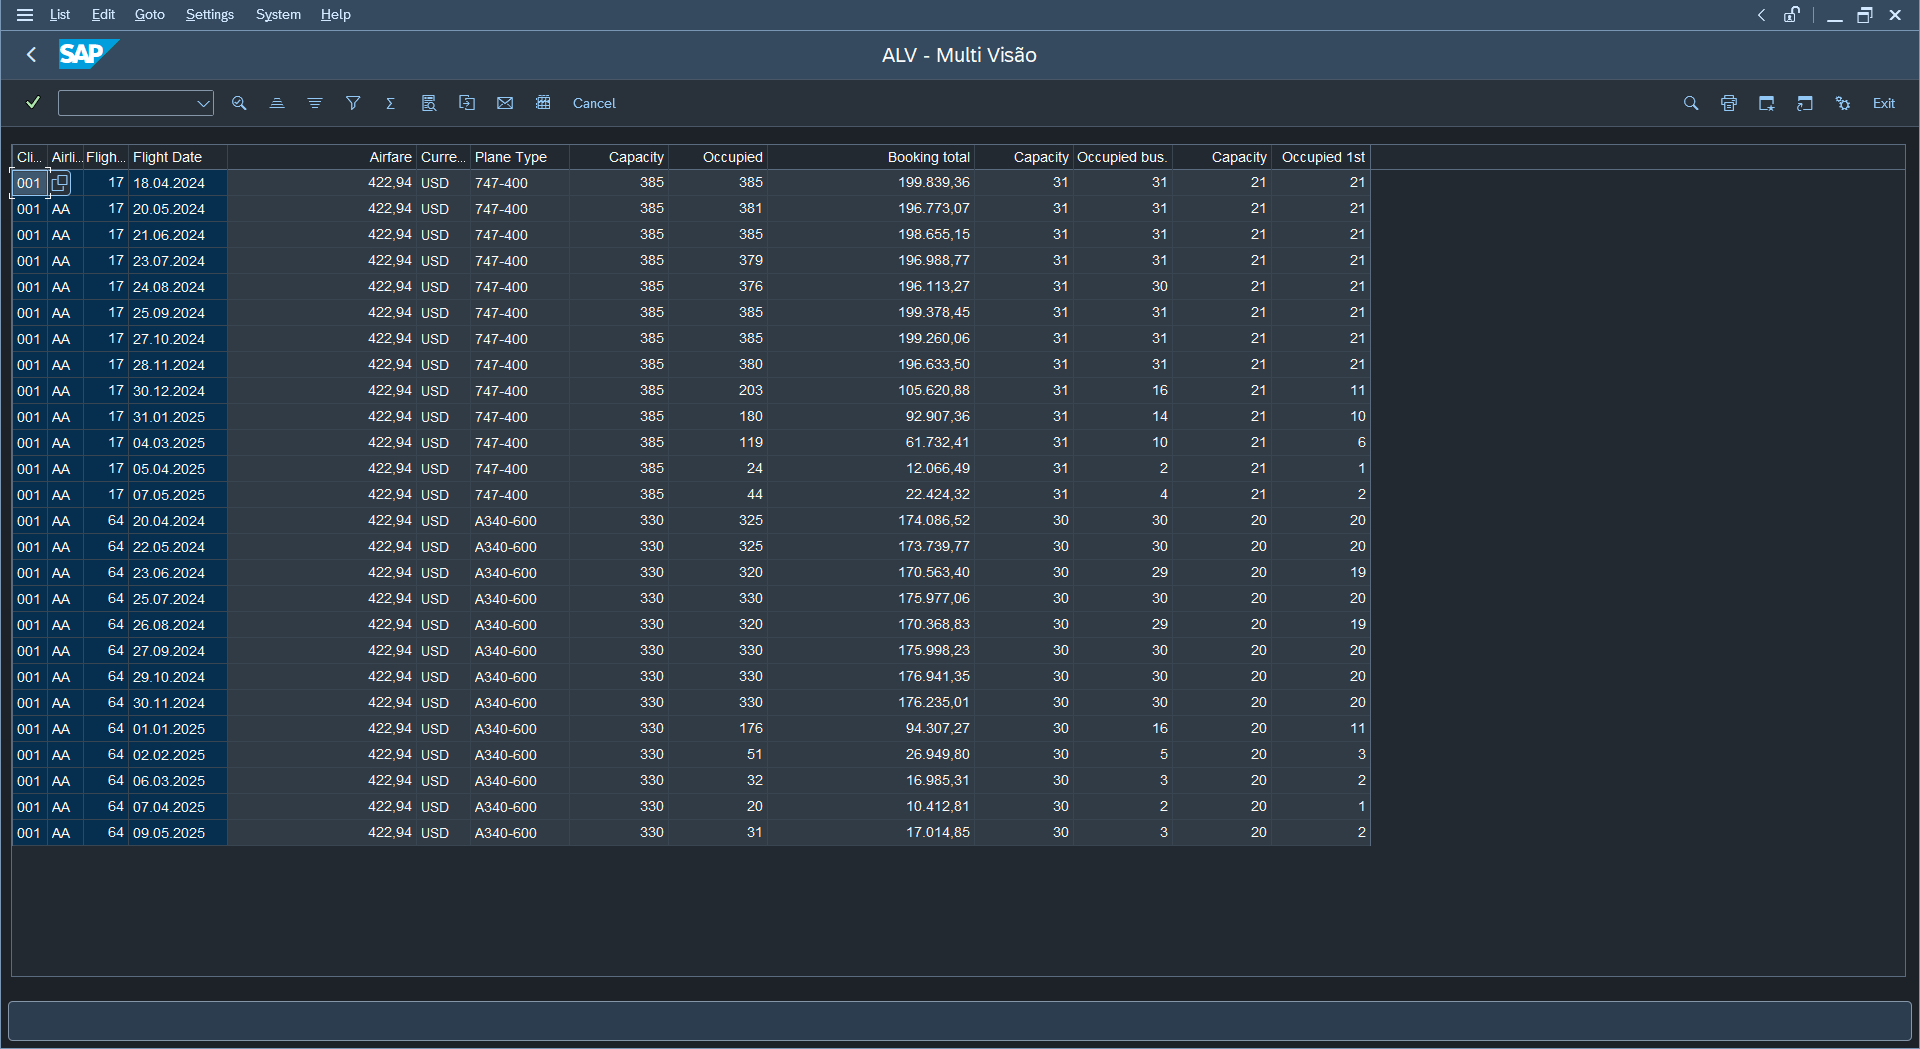 List Edit Goto Settings System Help
SAP ALV - Multi Visão
Cancel Exit
Cli... Airli... Fligh... Flight Date Airfare Curre... Plane Type Capacity Occupied Booking total Capacity Occupied bus. Capacity Occupied 1st
001 17 18.04.2024 422,94 USD 747-400 385 385 199.839,36 31 31 21 21
001 AA 17 20.05.2024 422,94 USD 747-400 385 381 196.773,07 31 31 21 21
001 AA 17 21.06.2024 422,94 USD 747-400 385 385 198.655,15 31 31 21 21
001 AA 17 23.07.2024 422,94 USD 747-400 385 379 196.988,77 31 31 21 21
001 AA 17 24.08.2024 422,94 USD 747-400 385 376 196.113,27 31 30 21 21
001 AA 17 25.09.2024 422,94 USD 747-400 385 385 199.378,45 31 31 21 21
001 AA 17 27.10.2024 422,94 USD 747-400 385 385 199.260,06 31 31 21 21
001 AA 17 28.11.2024 422,94 USD 747-400 385 380 196.633,50 31 31 21 21
001 AA 17 30.12.2024 422,94 USD 747-400 385 203 105.620,88 31 16 21 11
001 AA 17 31.01.2025 422,94 USD 747-400 385 180 92.907,36 31 14 21 10
001 AA 17 04.03.2025 422,94 USD 747-400 385 119 61.732,41 31 10 21 6
001 AA 17 05.04.2025 422,94 USD 747-400 385 24 12.066,49 31 2 21 1
001 AA 17 07.05.2025 422,94 USD 747-400 385 44 22.424,32 31 4 21 2
001 AA 64 20.04.2024 422,94 USD A340-600 330 325 174.086,52 30 30 20 20
001 AA 64 22.05.2024 422,94 USD A340-600 330 325 173.739,77 30 30 20 20
001 AA 64 23.06.2024 422,94 USD A340-600 330 320 170.563,40 30 29 20 19
001 AA 64 25.07.2024 422,94 USD A340-600 330 330 175.977,06 30 30 20 20
001 AA 64 26.08.2024 422,94 USD A340-600 330 320 170.368,83 30 29 20 19
001 AA 64 27.09.2024 422,94 USD A340-600 330 330 175.998,23 30 30 20 20
001 AA 64 29.10.2024 422,94 USD A340-600 330 330 176.941,35 30 30 20 20
001 AA 64 30.11.2024 422,94 USD A340-600 330 330 176.235,01 30 30 20 20
001 AA 64 01.01.2025 422,94 USD A340-600 330 176 94.307,27 30 16 20 11
001 AA 64 02.02.2025 422,94 USD A340-600 330 51 26.949,80 30 5 20 3
001 AA 64 06.03.2025 422,94 USD A340-600 330 32 16.985,31 30 3 20 2
001 AA 64 07.04.2025 422,94 USD A340-600 330 20 10.412,81 30 2 20 1
001 AA 64 09.05.2025 422,94 USD A340-600 330 31 17.014,85 30 3 20 2